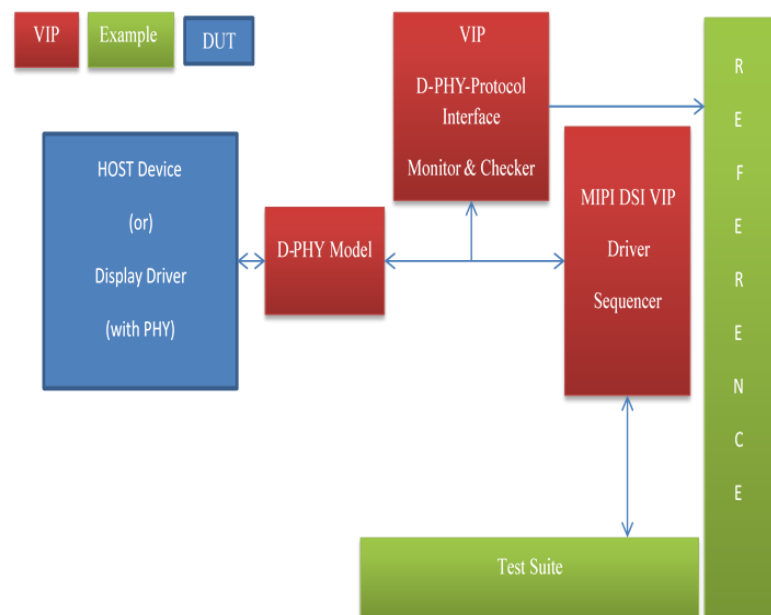 VIP
Example
DUT
VIP
D-PHY-Protocol
Interface
Monitor & Checker
HOST Device
(or)
Display Driver
(with PHY)
D-PHY Model
MIPI DSI VIP
Driver
Sequencer
R
E
F
E
R
E
N
C
E
Test Suite